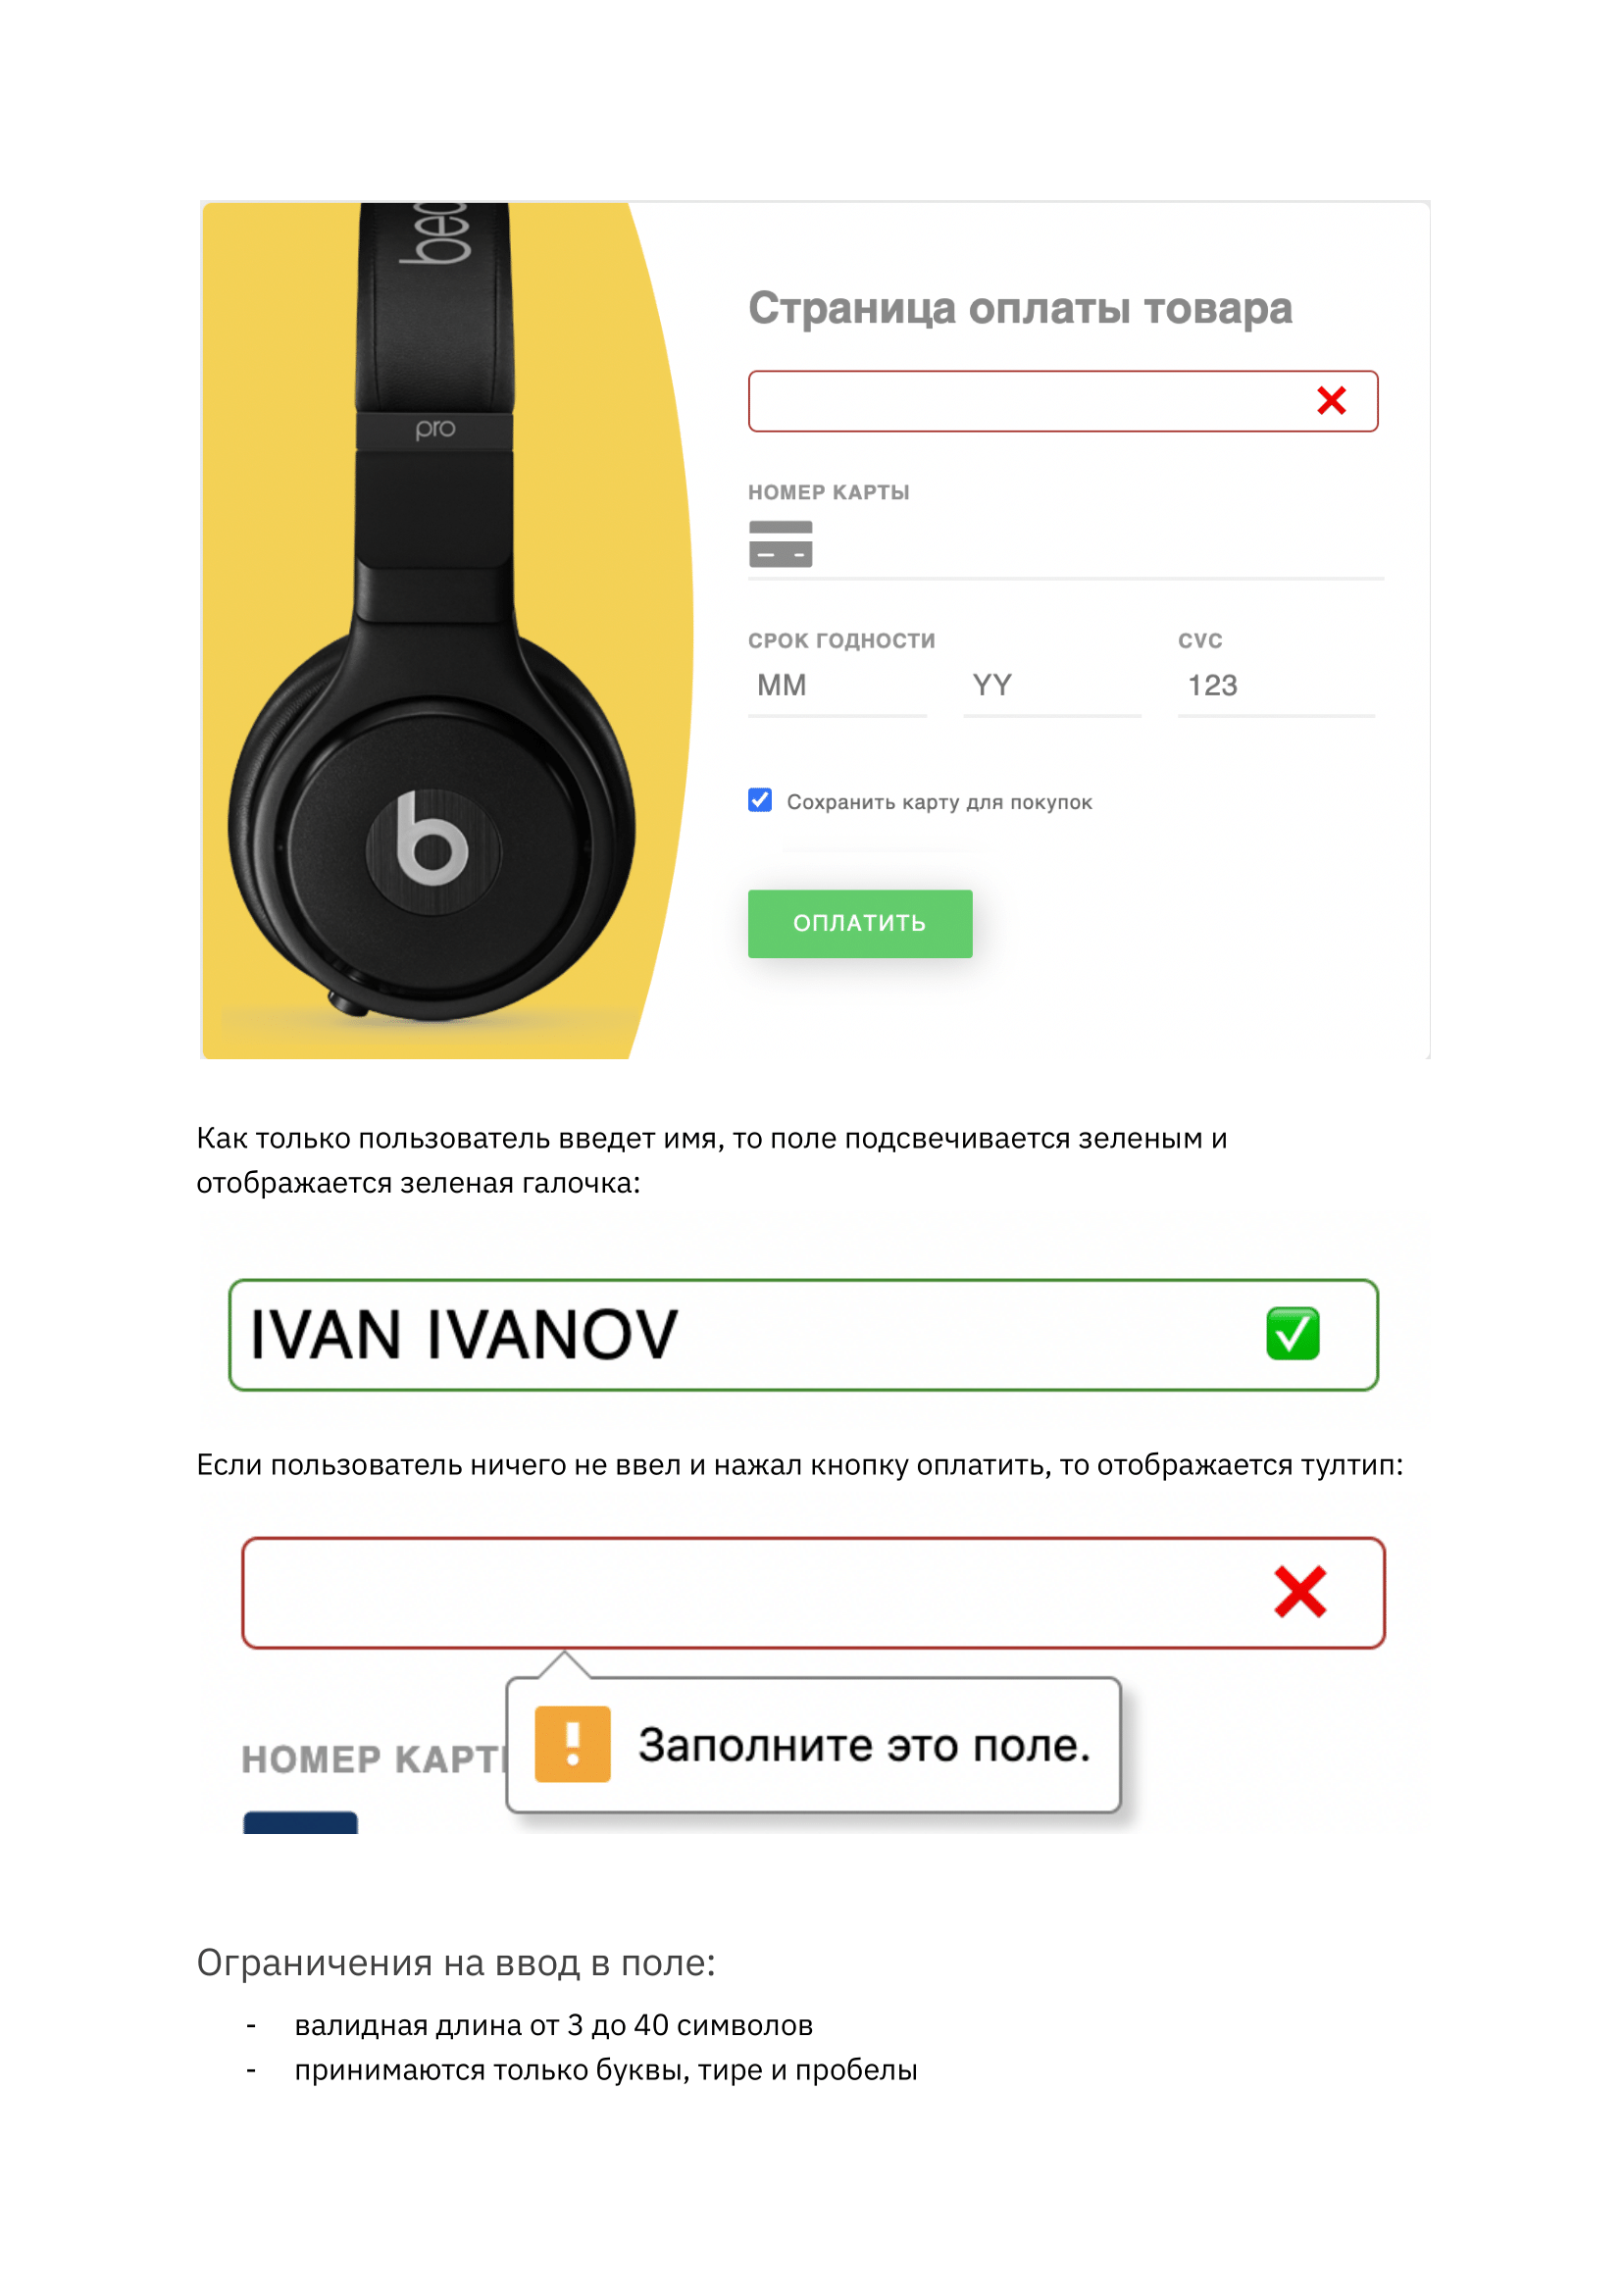 beo
pro
b
Страница оплаты товара
НОМЕР КАРТЫ
СРОК ГОДНОСТИ
CVC
MM
YY
123
Сохранить карту для покупок
ОПЛАТИТЬ
Как только пользователь введет имя, то поле подсвечивается зеленым и
отображается зеленая галочка:
IVAN IVANOV
Если пользователь ничего не ввел и нажал кнопку оплатить, то отображается тултип:
НОМЕР КАРТ
Заполните это поле.
Ограничения на ввод в поле:
- валидная длина от 3 до 40 символов
- принимаются только буквы, тире и пробелы